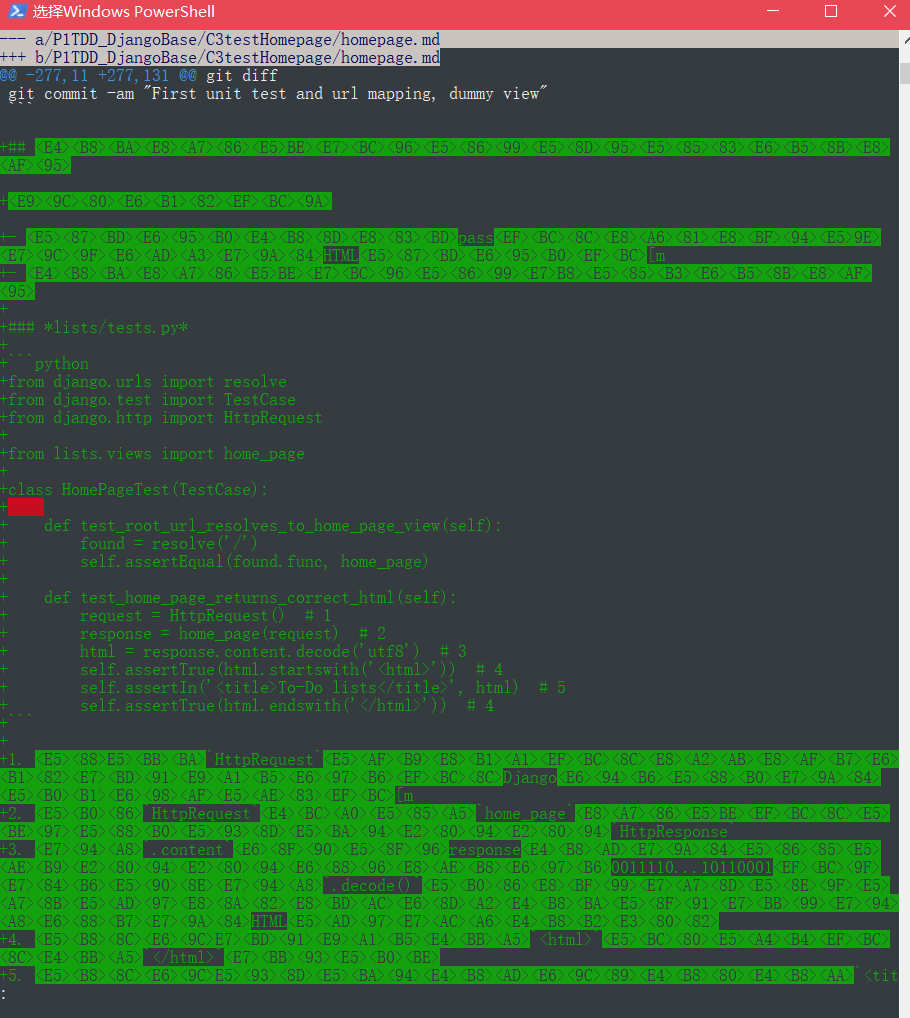 选择Windows PowerShell
--- a/P1TDD_DjangoBase/C3testHomepage/homepage.md
+++ b/P1TDD_DjangoBase/C3testHomepage/homepage.md
@@ -277,11 +277,131 @@ git diff
 git commit -am "First unit test and url mapping, dummy view"
 ```
+## <E4><B8><BA><E8><A7><86><E5>BE><E7><BC><96><E5><86><99><E5><8D><95><E5><85><83><E6><B5><8B><E8>
<AF><95>
+<E9><9C><80><E6><B1><82><EF><BC><9A>
+- <E5><87><BD><E6><95><B0><E4><B8><8D><E8><83><BD>pass<EF><BC><8C><E8><A6><81><E8><BF><94><E5>9E>
<E7><9C><9F><E6><AD><A3><E7><9A><84>HTML<E5><87><BD><E6><95><B0><EF><BC>[m
+- <E4><B8><BA><E8><A7><86><E5>BE><E7><BC><96><E5><86><99><E7>B8><E5><85><B3><E6><B5><8B><E8><AF>
<95>
+
+### *lists/tests.py*
+
+```python
+from django.urls import resolve
+from django.test import TestCase
+from django.http import HttpRequest
+
+from lists.views import home_page
+
+class HomePageTest(TestCase):
+
+    def test_root_url_resolves_to_home_page_view(self):
+        found = resolve('/')
+        self.assertEqual(found.func, home_page)
+
+    def test_home_page_returns_correct_html(self):
+        request = HttpRequest()  # 1
+        response = home_page(request)  # 2
+        html = response.content.decode('utf8')  # 3
+        self.assertTrue(html.startswith('<html>'))  # 4
+        self.assertIn('<title>To-Do lists</title>', html)  # 5
+        self.assertTrue(html.endswith('</html>'))  # 4
+```
+
+1. <E5><88>E5><BB><BA>`HttpRequest`<E5><AF><B9><E8><B1><A1><EF><BC><8C><E8><A2><AB><E8><AF><B7><E6>
<B1><82><E7><BD><91><E9><A1><B5><E6><97><B6><EF><BC><8C>Django<E6><94><B6><E5><88><B0><E7><9A><84>
<E5><B0><B1><E6><98><AF><E5><AE><83><EF><BC>[m
+2. <E5><B0><86>`HttpRequest`<E4><BC><A0><E5><85><A5>`home_page`<E8><A7><86><E5>BE><EF><BC><8C><E5>
<BE><97><E5><88><B0><E5><93><8D><E5><BA><94><E2><80><94><E2><80><94>`HttpResponse`
+3. <E7><94><A8>`.content`<E6><8F><90><E5><8F><96>response<E4><B8><AD><E7><9A><84><E5><86><85><E5>
<AE><B9><E2><80><94><E2><80><94><E6><88><96><E8><AE><B8><E6><97><B6>0011110...10110001<EF><BC><9F>
<E7><84><B6><E5><90><8E><E7><94><A8>`.decode()`<E5><B0><86><E8><BF><99><E7><A7><8D><E5><8E><9F><E5>
<A7><8B><E5><AD><97><E8><8A><82><E8><BD><AC><E6><8D><A2><E4><B8><BA><E5><8F><91><E7><BB><99><E7><94>
<A8><E6><88><B7><E7><9A><84>HTML<E5><AD><97><E7><AC><A6><E4><B8><B2><E3><80><82>
+4. <E5><B8><8C><E6><9C>E7><BD><91><E9><A1><B5><E4><BB><A5>`<html>`<E5><BC><80><E5><A4><B4><EF><BC>
<8C><E4><BB><A5>`</html>`<E7><BB><93><E5><B0><BE>
+5. <E5><B8><8C><E6><9C>E5><93><8D><E5><BA><94><E4><B8><AD><E6><9C><89><E4><B8><80><E4><B8><AA>`<tit
: